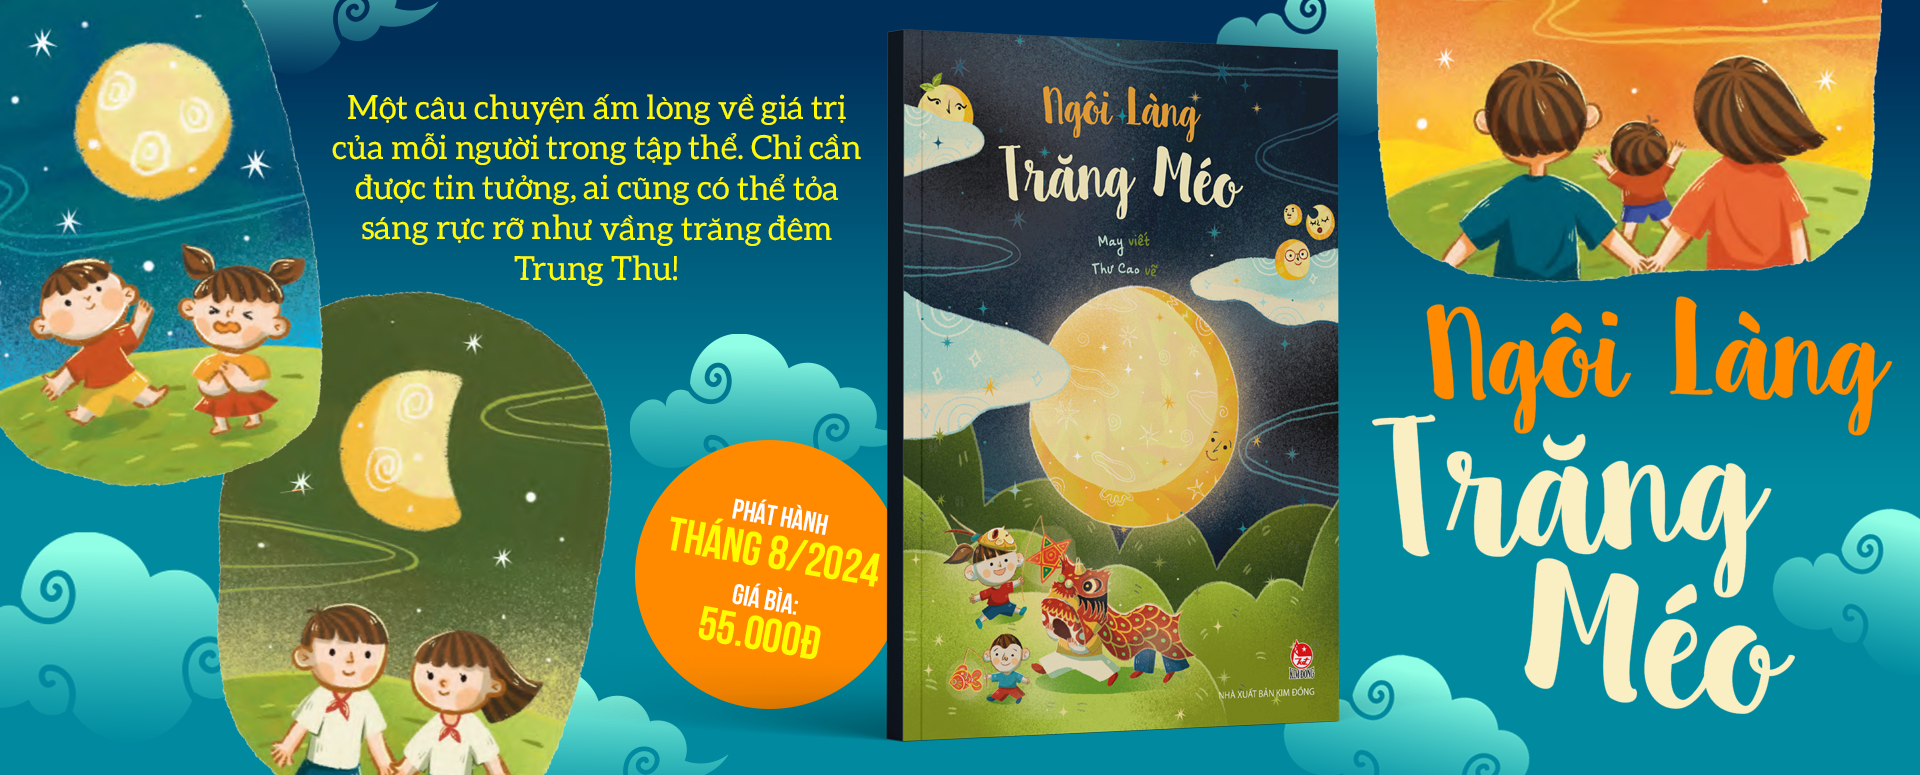 Một câu chuyện ấm lòng về giá trị
của mỗi người trong tập thể. Chỉ cần
được tin tưởng, ai cũng có thể tỏa
sáng rực rỡ như vầng trăng đêm
Trung Thu!
PHÁT HÀNH
THÁNG 8/2024
GIÁ BÌA:
55.000Đ
Ngôi Làng
Trăng Méo
May viết
Thư Cao vẽ
KIM ĐỒNG
NHÀ XUẤT BẢN KIM ĐỒNG
Ngôi Làng
Trăng
Méo